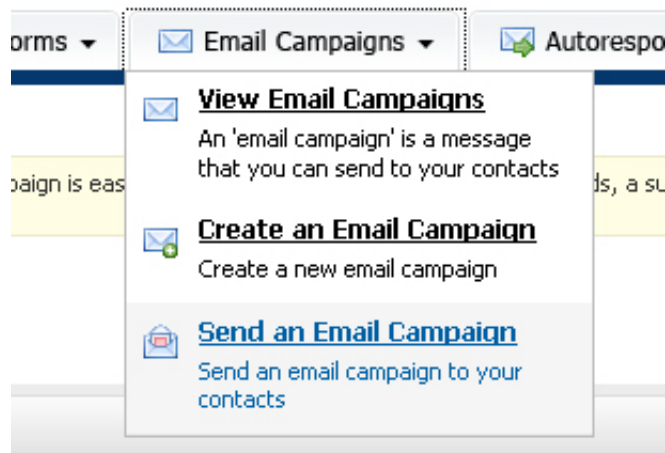 orms Email Campaigns Autorespo
View Email Campaigns
An 'email campaign' is a message
that you can send to your contacts
paign is eas
ds, a su
Create an Email Campaign
Create a new email campaign
Send an Email Campaign
Send an email campaign to your
contacts